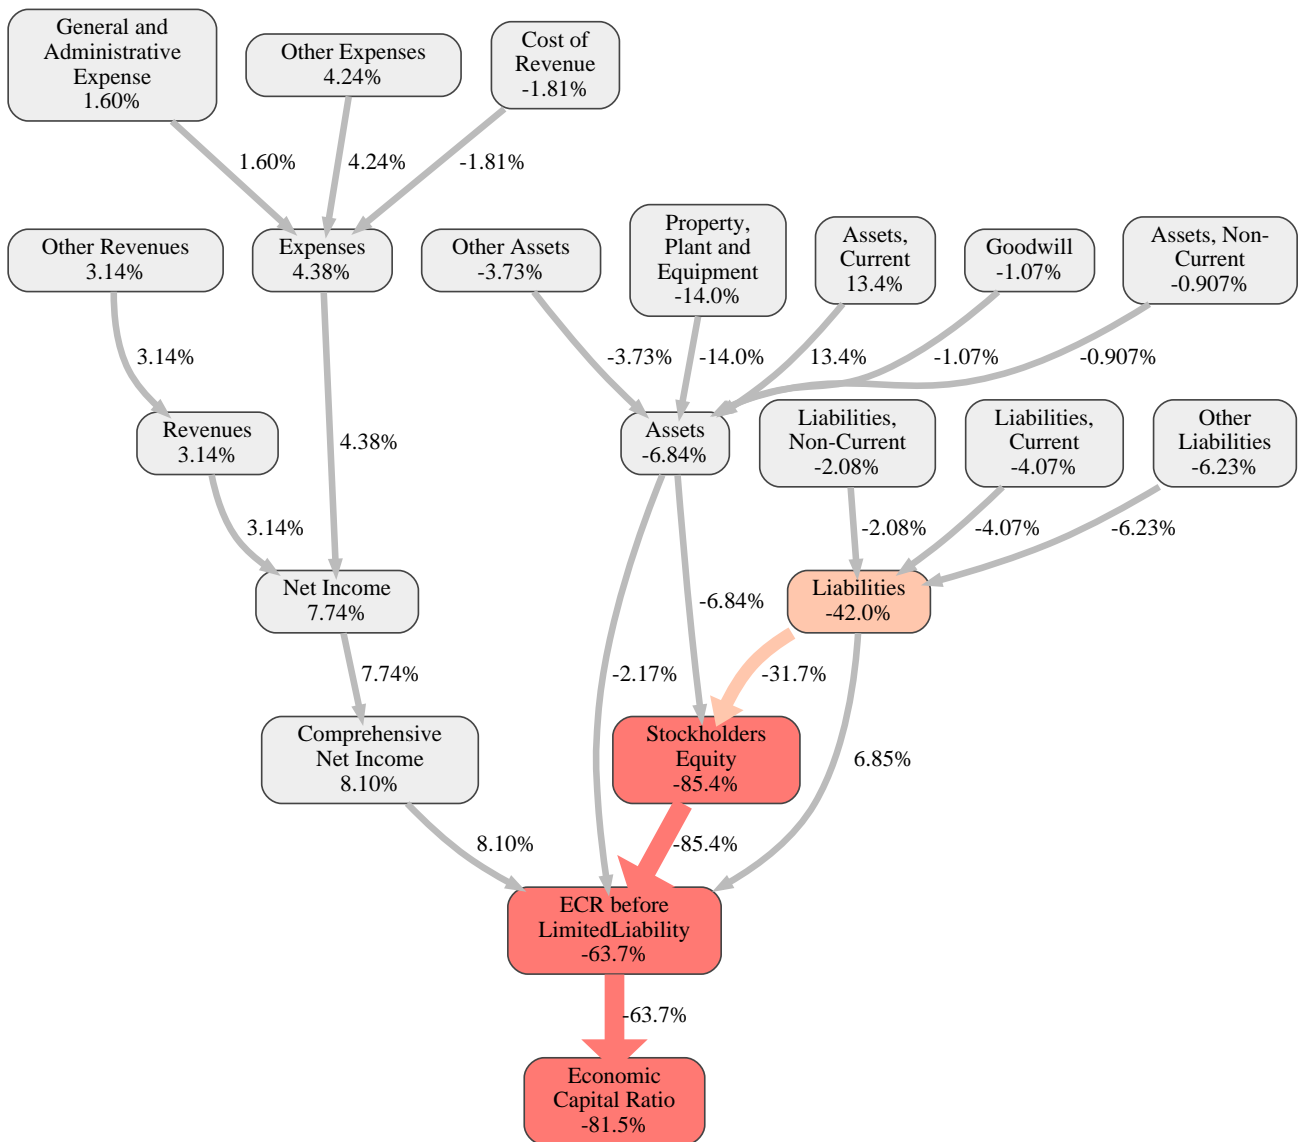 General and
Administrative
Expense
1.60%
Other Expenses
4.24%
Cost of
Revenue
-1.81%
1.60%
4.24%
-1.81%
Other Revenues
3.14%
Expenses
4.38%
Other Assets
-3.73%
Property,
Plant and
Equipment
-14.0%
Assets,
Current
13.4%
Goodwill
-1.07%
Assets, Non-
Current
-0.907%
3.14%
-3.73%
-14.0%
13.4%
-1.07%
-0.907%
Revenues
3.14%
4.38%
Assets
-6.84%
Liabilities,
Non-Current
-2.08%
Liabilities,
Current
-4.07%
Other
Liabilities
-6.23%
3.14%
-2.08%
-4.07%
-6.23%
Net Income
7.74%
-6.84%
Liabilities
-42.0%
7.74%
-2.17%
-31.7%
Comprehensive
Net Income
8.10%
Stockholders
Equity
-85.4%
6.85%
8.10%
-85.4%
ECR before
LimitedLiability
-63.7%
-63.7%
Economic
Capital Ratio
-81.5%